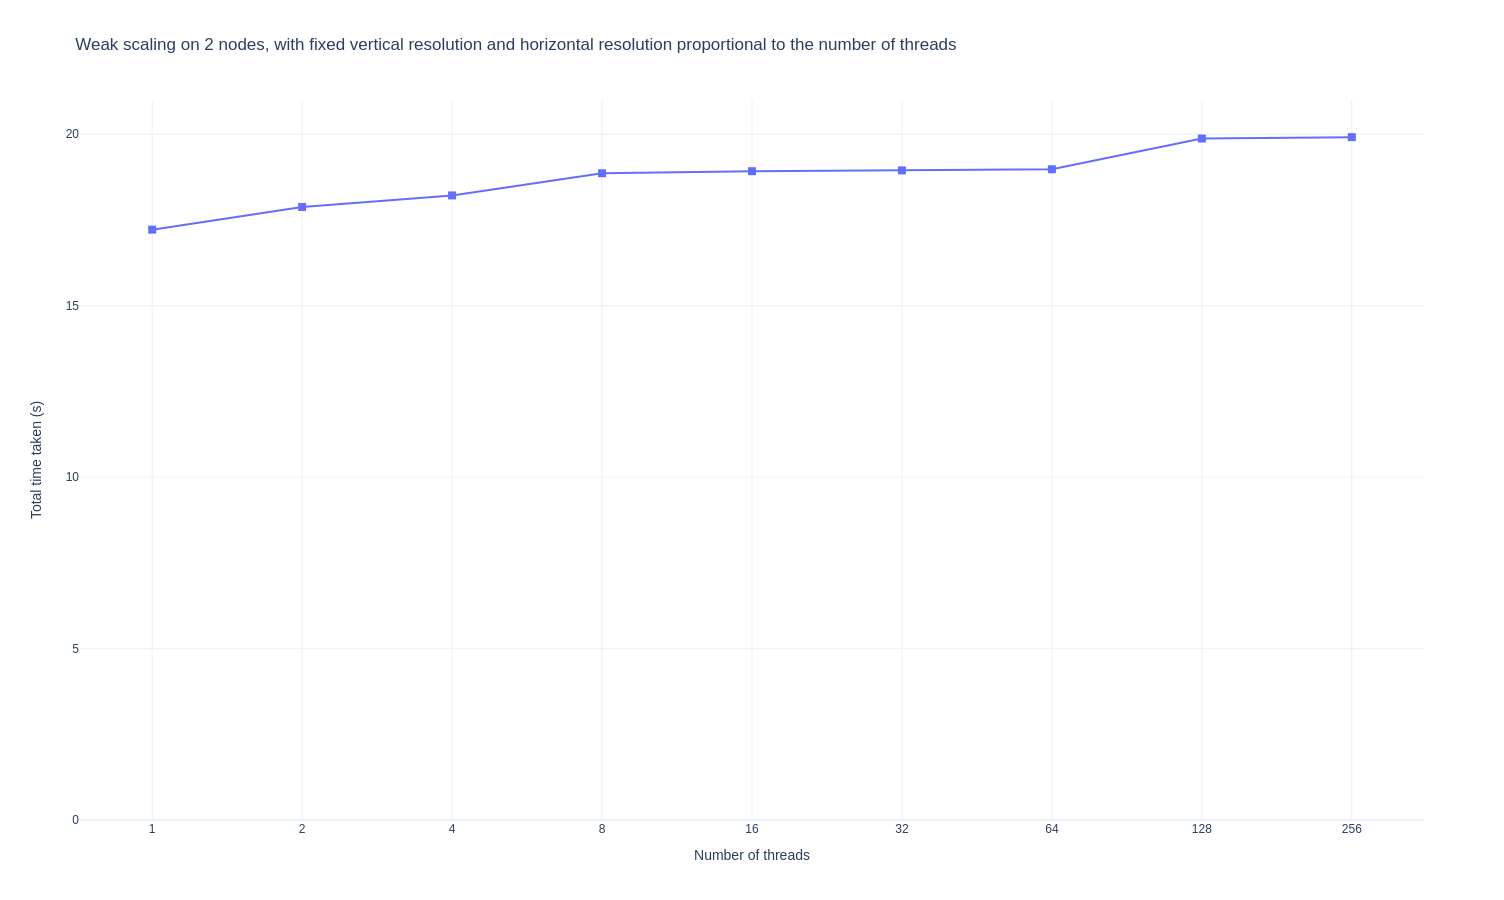 Weak scaling on 2 nodes, with fixed vertical resolution and horizontal resolution proportional to the number of threads
20
15
10
5
0
Total time taken (s)
1 2 4 8 16 32 64 128 256
Number of threads